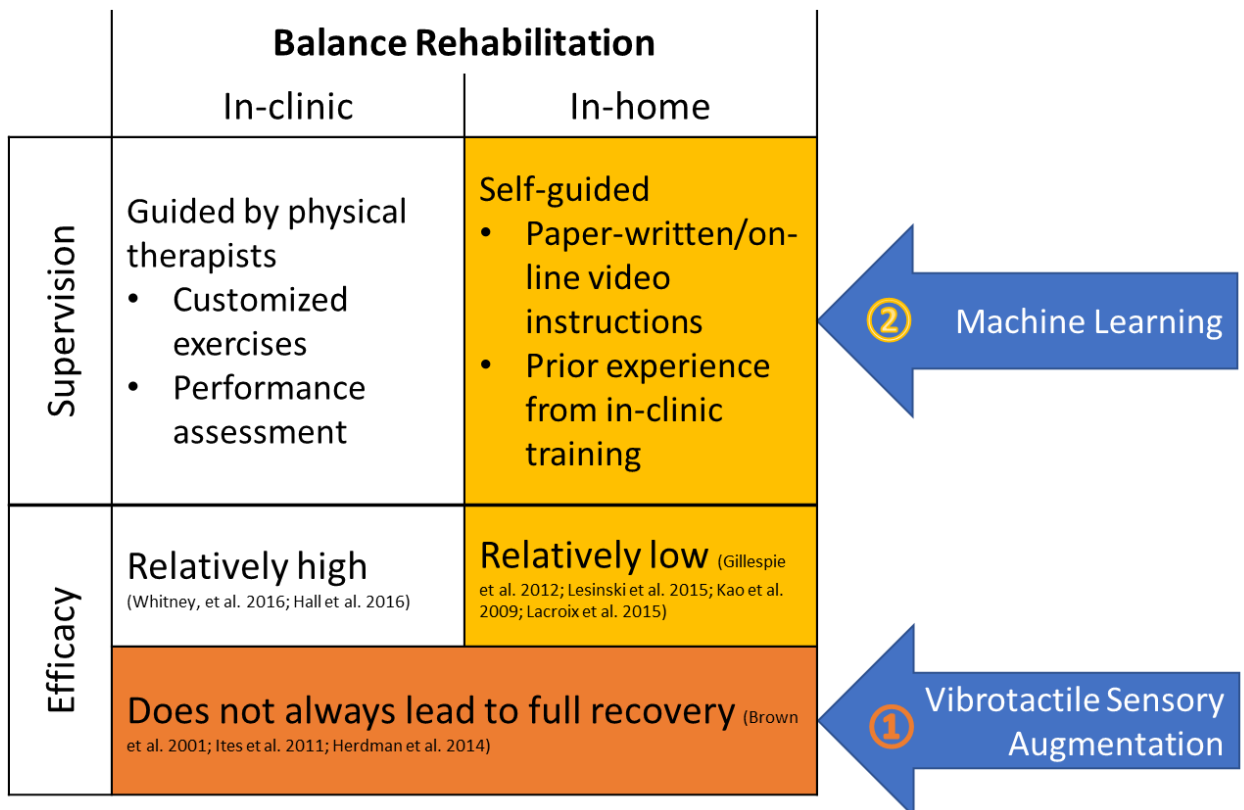 Balance Rehabilitation
In-clinic
In-home
Supervision
Guided by physical
therapists
• Customized
exercises
• Performance
assessment
Self-guided
• Paper-written/on-
line video
instructions
• Prior experience
from in-clinic
training
② Machine Learning
Efficacy
Relatively high
(Whitney, et al. 2016; Hall et al. 2016)
Relatively low (Gillespie
et al. 2012; Lesinski et al. 2015; Kao et al.
2009; Lacroix et al. 2015)
Does not always lead to full recovery (Brown
et al. 2001; Ites et al. 2011; Herdman et al. 2014)
① Vibrotactile Sensory
Augmentation